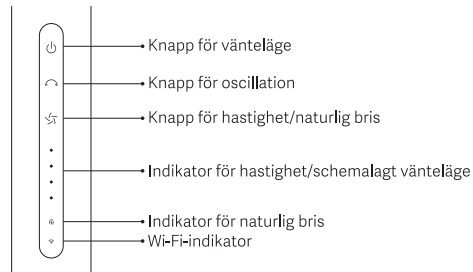 Knapp för vänteläge
Knapp för oscillation
Knapp för hastighet/naturlig bris
Indikator för hastighet/schemalagt vänteläge
Indikator för naturlig bris
Wi-Fi-indikator